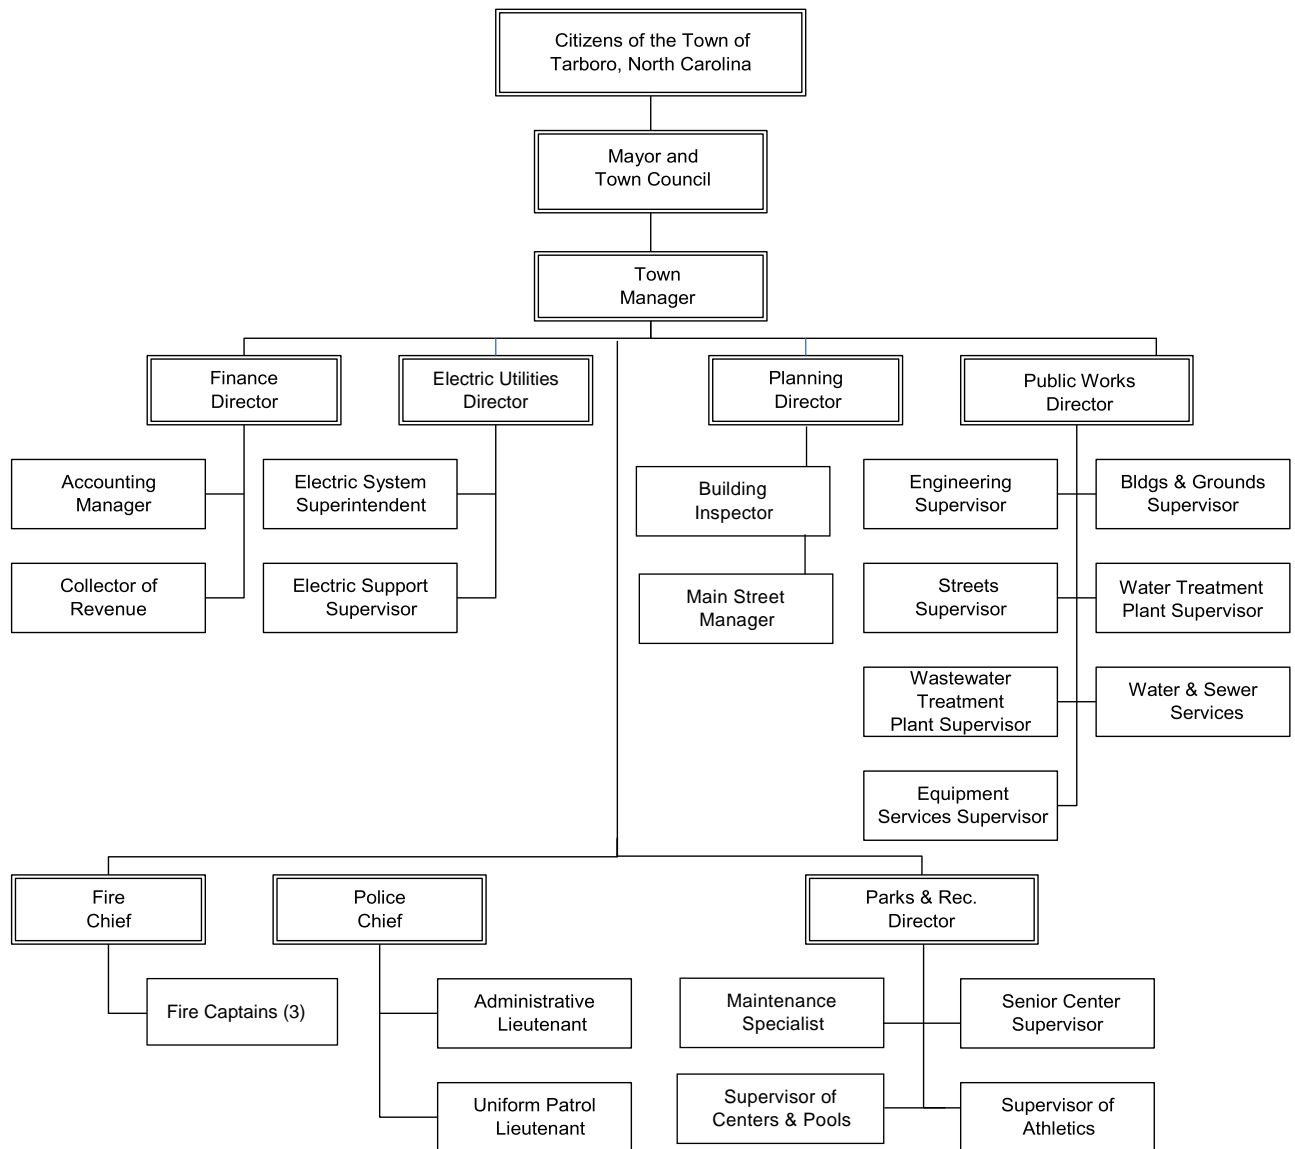 Citizens of the Town of
Tarboro, North Carolina
Mayor and
Town Council
Town
Manager
Finance
Director
Electric Utilities
Director
Planning
Director
Public Works
Director
Accounting
Manager
Electric System
Superintendent
Building
Inspector
Engineering
Supervisor
Bldgs & Grounds
Supervisor
Collector of
Revenue
Electric Support
Supervisor
Main Street
Manager
Streets
Supervisor
Water Treatment
Plant Supervisor
Wastewater
Treatment
Plant Supervisor
Water & Sewer
Services
Equipment
Services Supervisor
Fire
Chief
Police
Chief
Parks & Rec.
Director
Fire Captains (3)
Administrative
Lieutenant
Maintenance
Specialist
Senior Center
Supervisor
Uniform Patrol
Lieutenant
Supervisor of
Centers & Pools
Supervisor of
Athletics